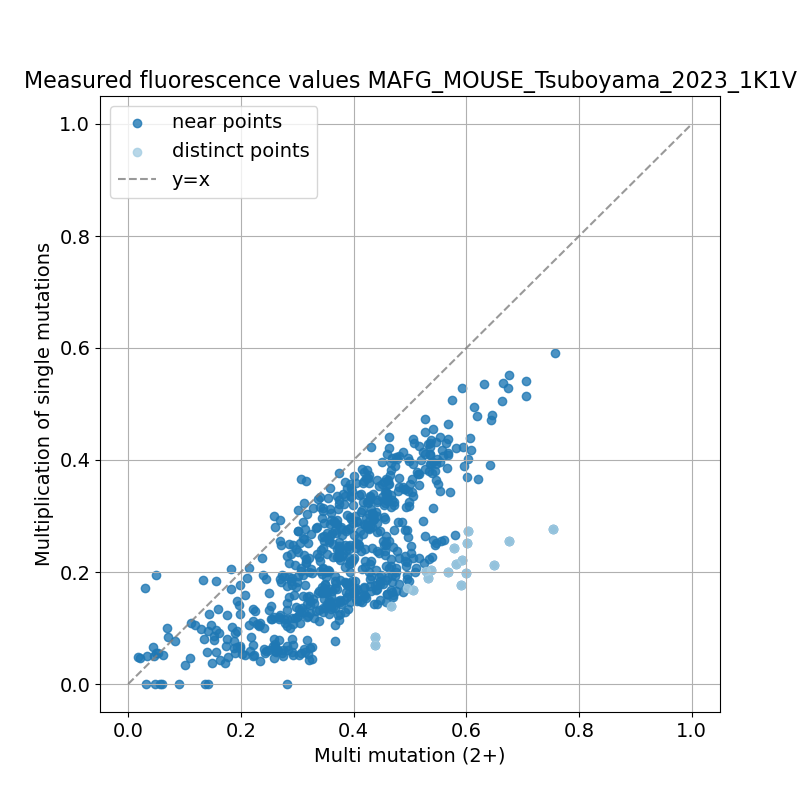 Measured fluorescence values MAFG_MOUSE_Tsuboyama_2023_1K1V
near points
distinct points
y=x
Multiplication of single mutations
1.0
0.8
0.6
0.4
0.2
0.0
0.0 0.2 0.4 0.6 0.8 1.0
Multi mutation (2+)